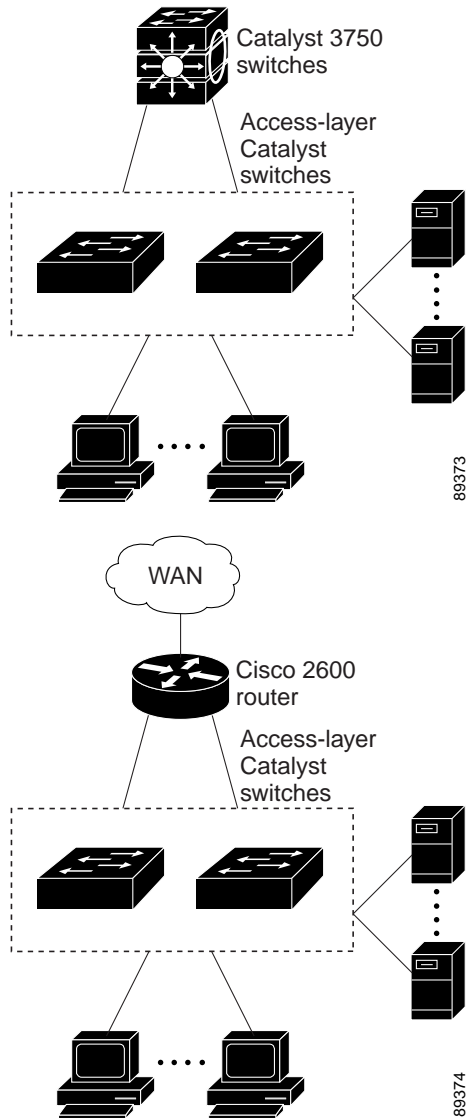 Catalyst 3750
switches
Access-layer
Catalyst
switches
89373
WAN
Cisco 2600
router
Access-layer
Catalyst
switches
89374